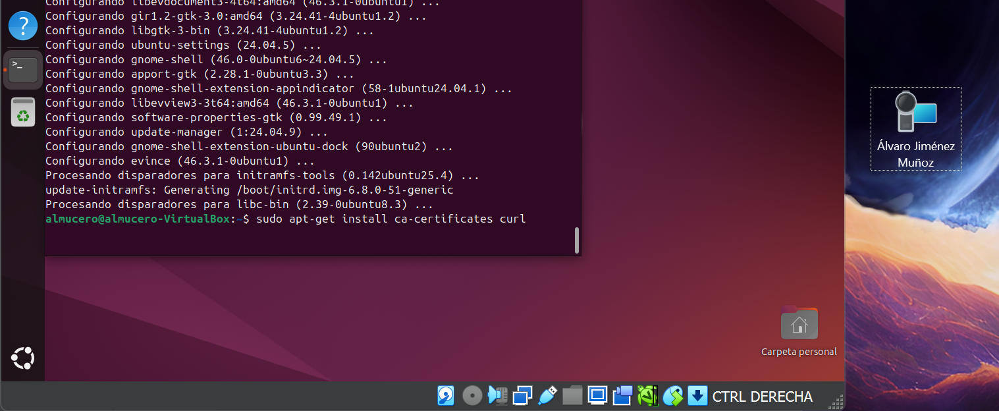 Configurando libevdocument3-4t64:amd64 (46.3.1-0ubuntu1) ...
Configurando gir1.2-gtk-3.0:amd64 (3.24.41-4ubuntu1.2) ...
Configurando libgtk-3-bin (3.24.41-4ubuntu1.2) ...
Configurando ubuntu-settings (24.04.5) ...
Configurando gnome-shell (46.0-0ubuntu6~24.04.5) ...
Configurando apport-gtk (2.28.1-0ubuntu3.3) ...
Configurando gnome-shell-extension-appindicator (58-1ubuntu24.04.1) ...
Configurando libevview3-3t64:amd64 (46.3.1-0ubuntu1) ...
Configurando software-properties-gtk (0.99.49.1) ...
Configurando update-manager (1:24.04.9) ...
Configurando gnome-shell-extension-ubuntu-dock (90ubuntu2) ...
Configurando evince (46.3.1-0ubuntu1) ...
Procesando disparadores para initramfs-tools (0.142ubuntu25.4) ...
update-initramfs: Generating /boot/initrd.img-6.8.0-51-generic
Procesando disparadores para libc-bin (2.39-0ubuntu8.3) ...
almucero@almucero-VirtualBox:~$ sudo apt-get install ca-certificates curl
Álvaro Jiménez
Muñoz
Carpeta personal
CTRL DERECHA